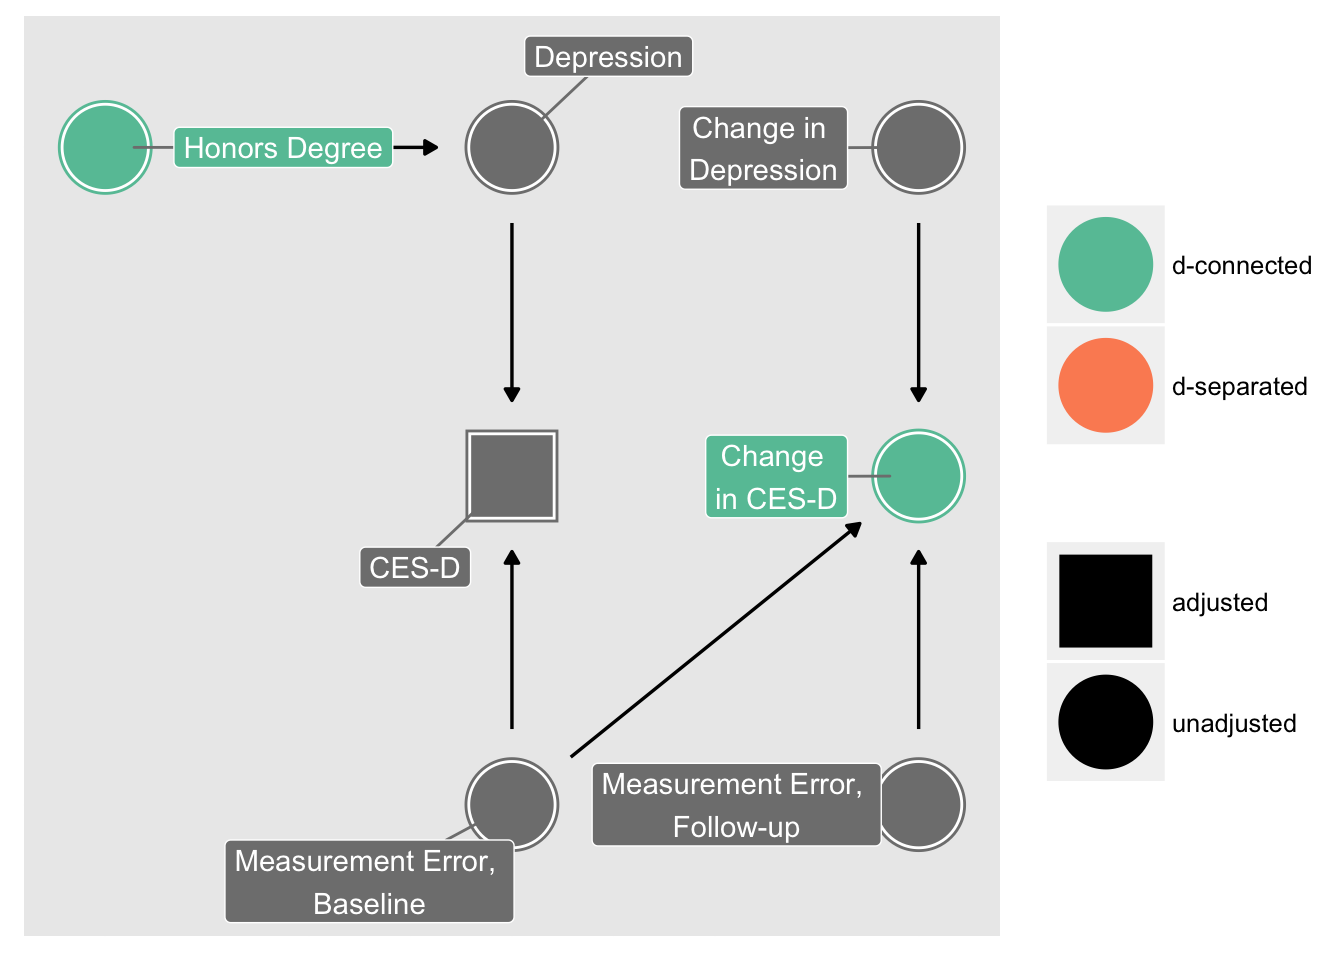 Depression
Honors Degree
Change in
Depression
d-connected
d-separated
Change
in CES-D
CES-D
adjusted
unadjusted
Measurement Error,
Follow-up
Measurement Error,
Baseline